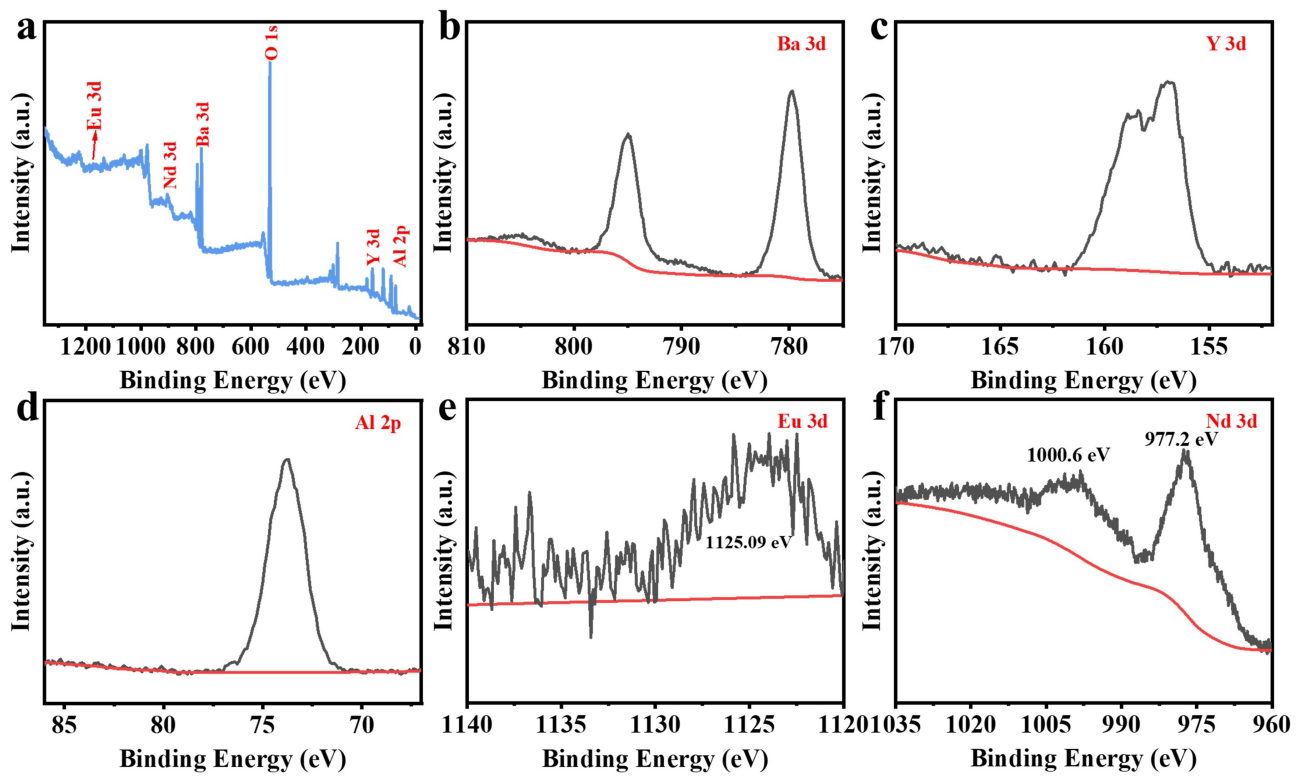 a
Eu 3d
Nd 3d
Ba 3d
O 1s
Y 3d
Al 2p
Intensity (a.u.)
1200 1000 800 600 400 200 0
Binding Energy (eV)
b
Ba 3d
Intensity (a.u.)
810 800 790 780
Binding Energy (eV)
c
Y 3d
Intensity (a.u.)
170 165 160 155
Binding Energy (eV)
d
Al 2p
Intensity (a.u.)
85 80 75 70
Binding Energy (eV)
e
Eu 3d
1125.09 eV
Intensity (a.u.)
1140 1135 1130 1125 1120
Binding Energy (eV)
f
Nd 3d
1000.6 eV
977.2 eV
Intensity (a.u.)
1035 1020 1005 990 975 960
Binding Energy (eV)